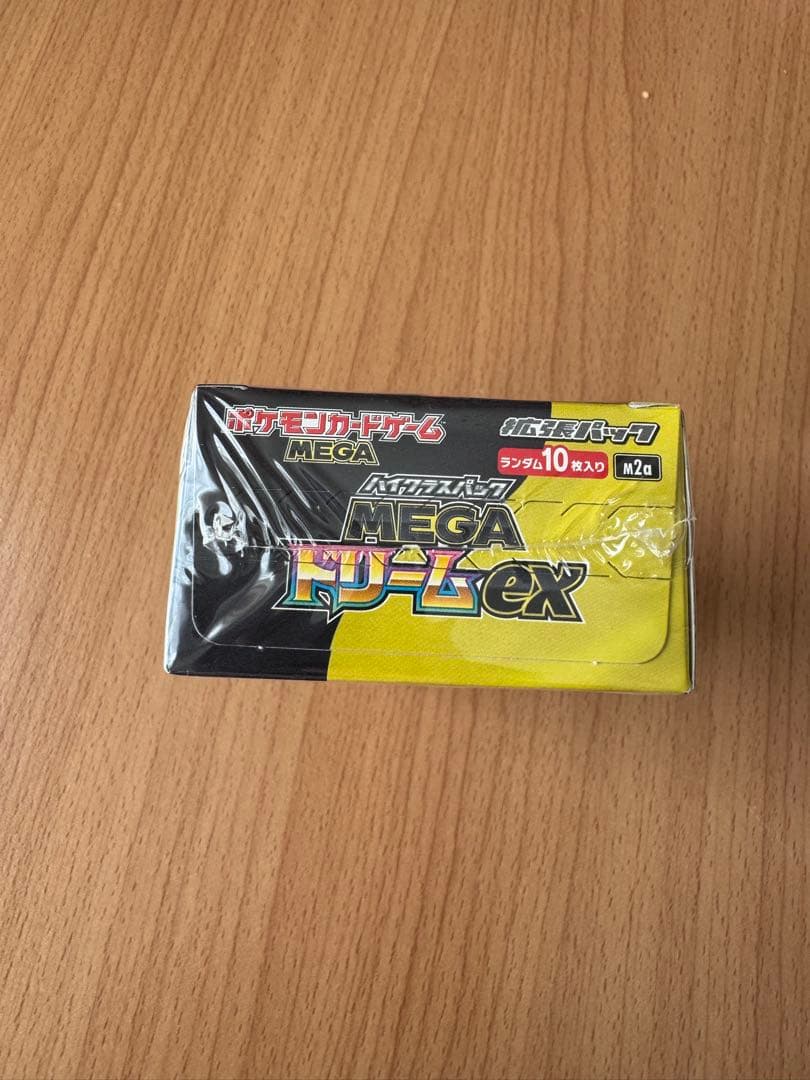 ポケモンカードゲーム
MEGA
拡張パック
ランダム10枚入り
M2a
ハイクラスパック
MEGA
ドリームex